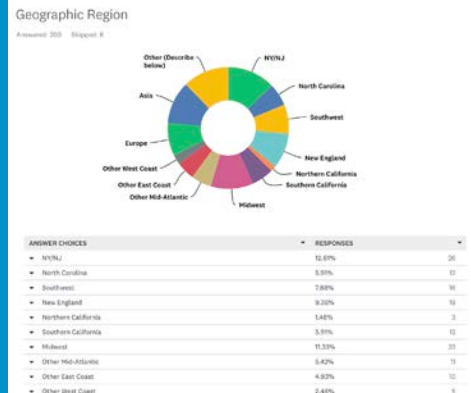 Geographic Region
Answered: 203 Skipped: 8
Other (Describe
below)
NY/NJ
North Carolina
Asia
Southwest
Europe
New England
Other West Coast
Northern California
Other East Coast
Southern California
Other Mid-Atlantic
Midwest
ANSWER CHOICES RESPONSES
NY/NJ 12.81% 26
North Carolina 5.91% 12
Southwest 7.88% 16
New England 9.36% 19
Northern California 1.48% 3
Southern California 5.91% 12
Midwest 11.33% 23
Other Mid-Atlantic 5.42% 11
Other East Coast 4.93% 10
Other West Coast 2.46% 5